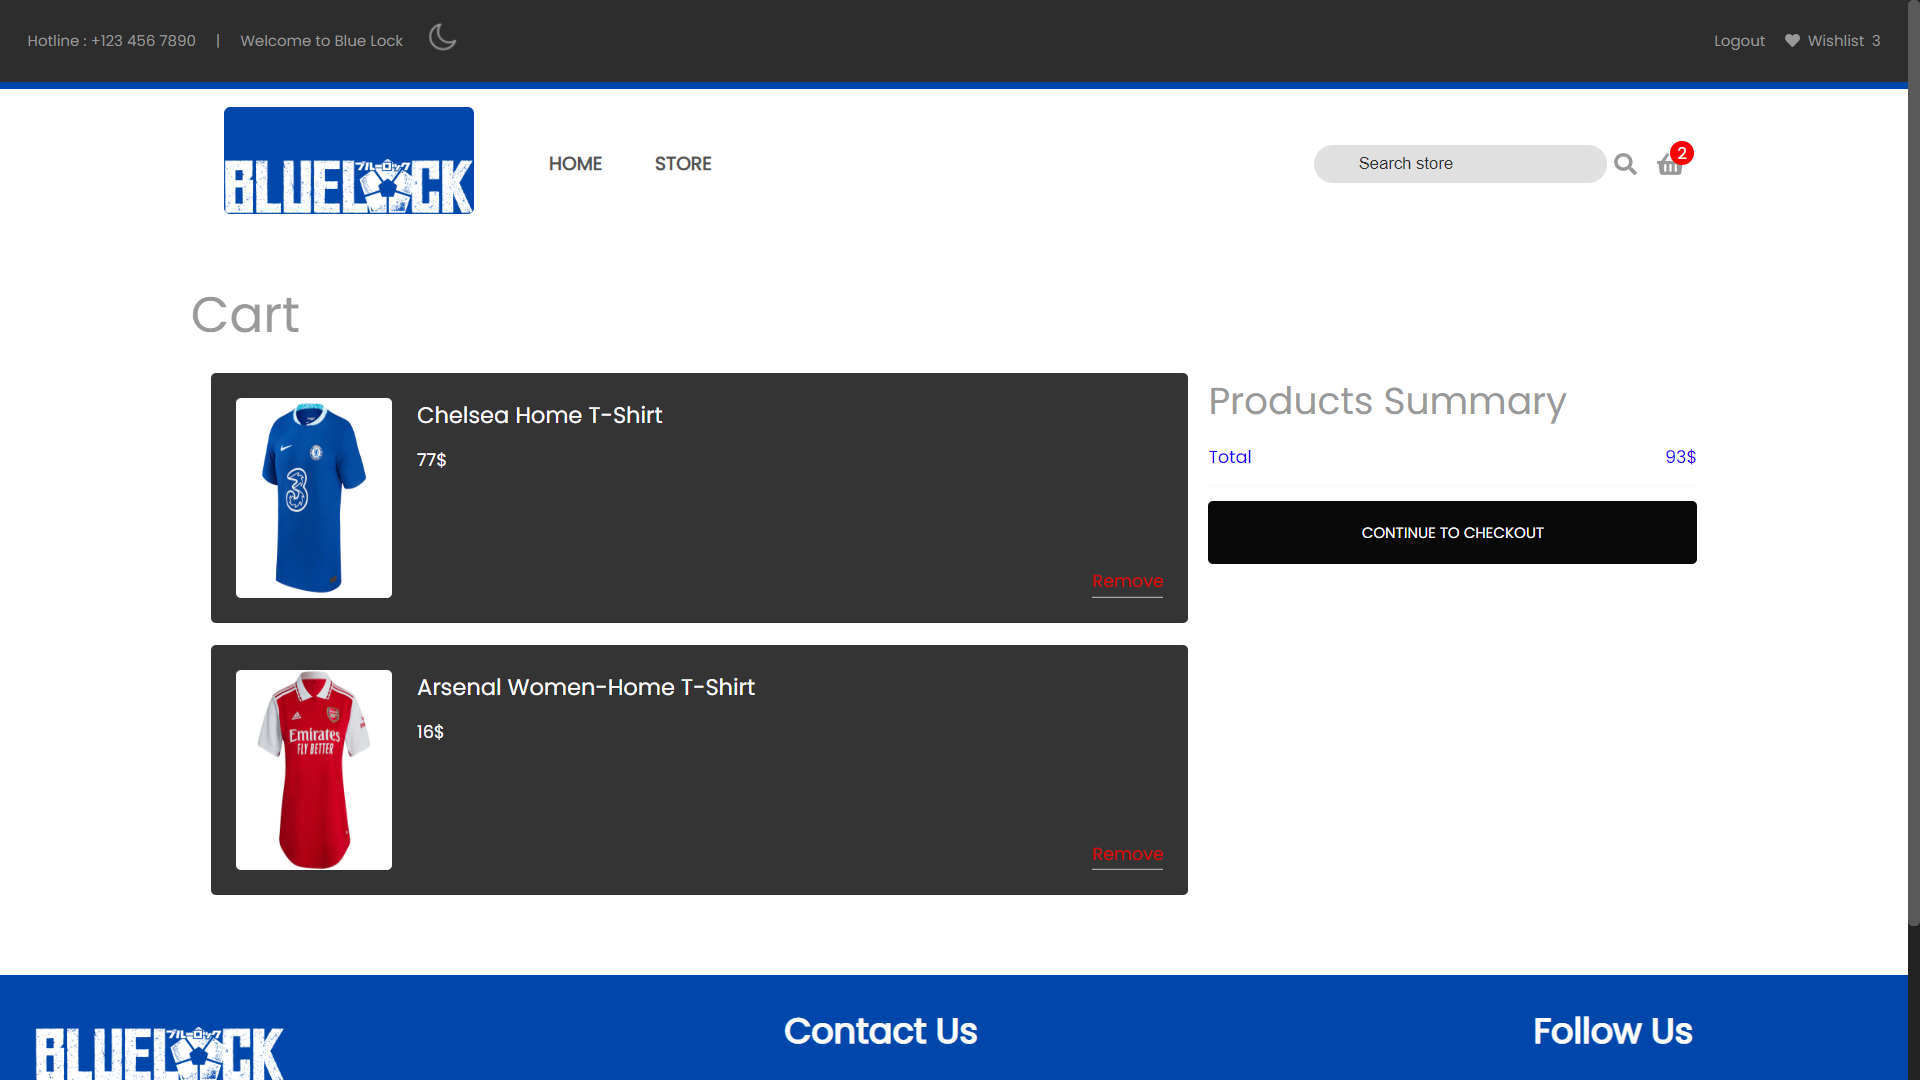 Hotline : +123 456 7890 | Welcome to Blue Lock
Logout Wishlist 3
ブルーロック
BLUELOCK
HOME STORE
Search store
2
Cart
Chelsea Home T-Shirt
77$
3
Remove
Arsenal Women-Home T-Shirt
16$
Emirates
FLY BETTER
Remove
Products Summary
Total 93$
CONTINUE TO CHECKOUT
ブルーロック
BLUELOCK
Contact Us
Follow Us